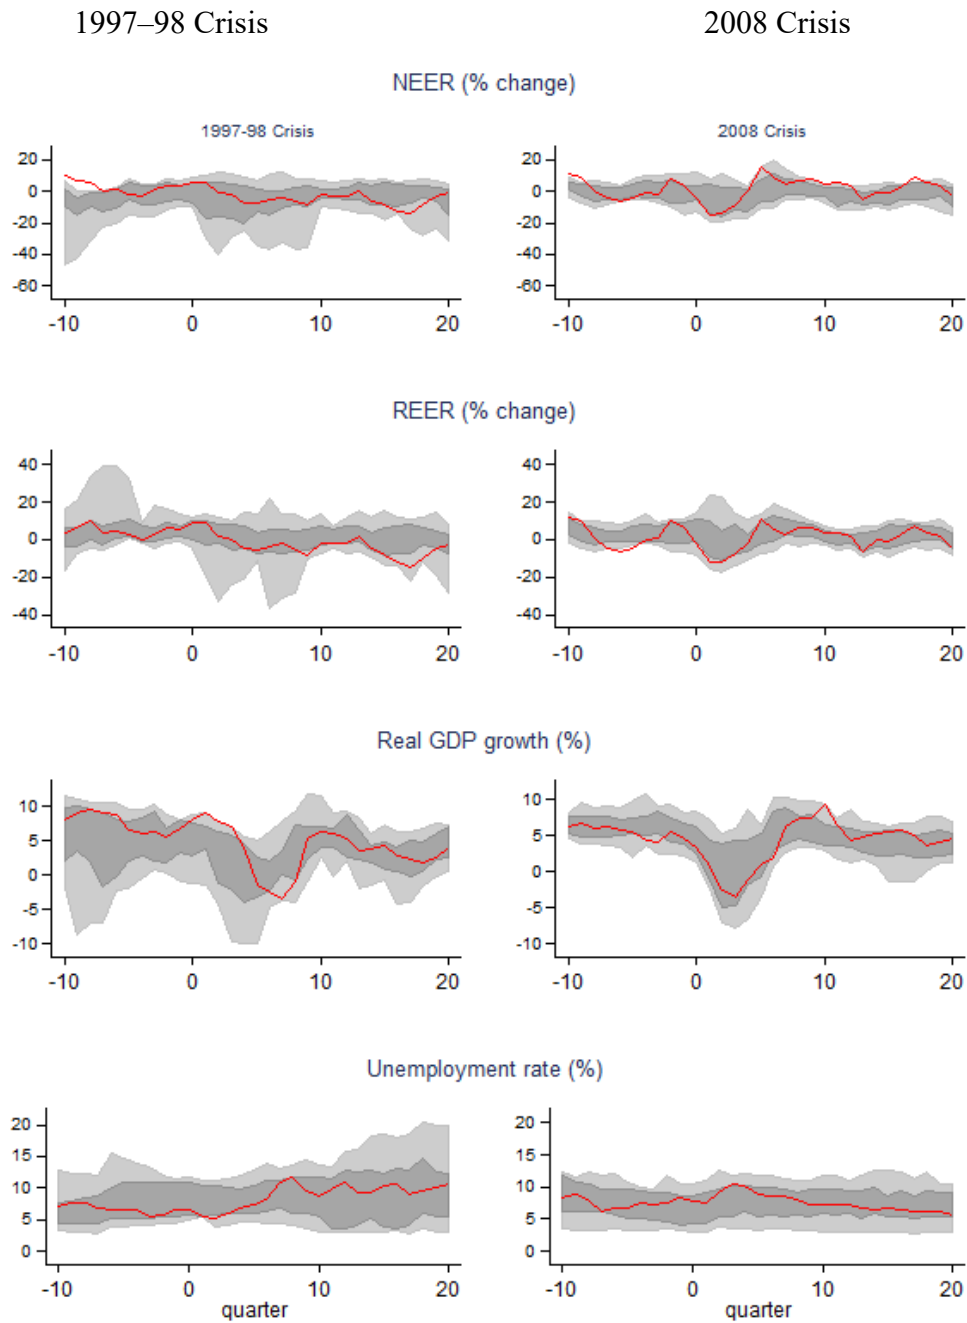 1997–98 Crisis 2008 Crisis
NEER (% change)
1997-98 Crisis 2008 Crisis
20 20
0 0
-20 -20
-40 -40
-60 -60
-10 0 10 20 -10 0 10 20
REER (% change)
40 40
20 20
0 0
-20 -20
-40 -40
-10 0 10 20 -10 0 10 20
Real GDP growth (%)
10 10
5 5
0 0
-5 -5
-10 -10
-10 0 10 20 -10 0 10 20
Unemployment rate (%)
20 20
15 15
10 10
5 5
0 0
-10 0 10 20 -10 0 10 20
quarter quarter